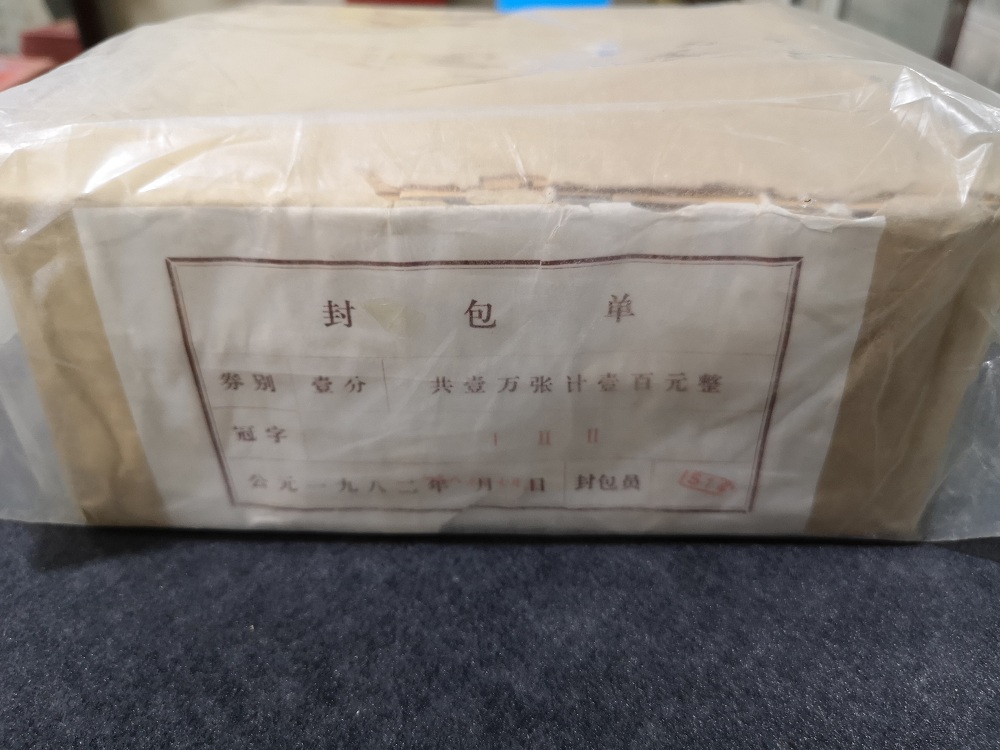 封包单
券别 壹分 共壹万张计壹百元整
冠字 I II II
公元一九八二年 月 日 封包员